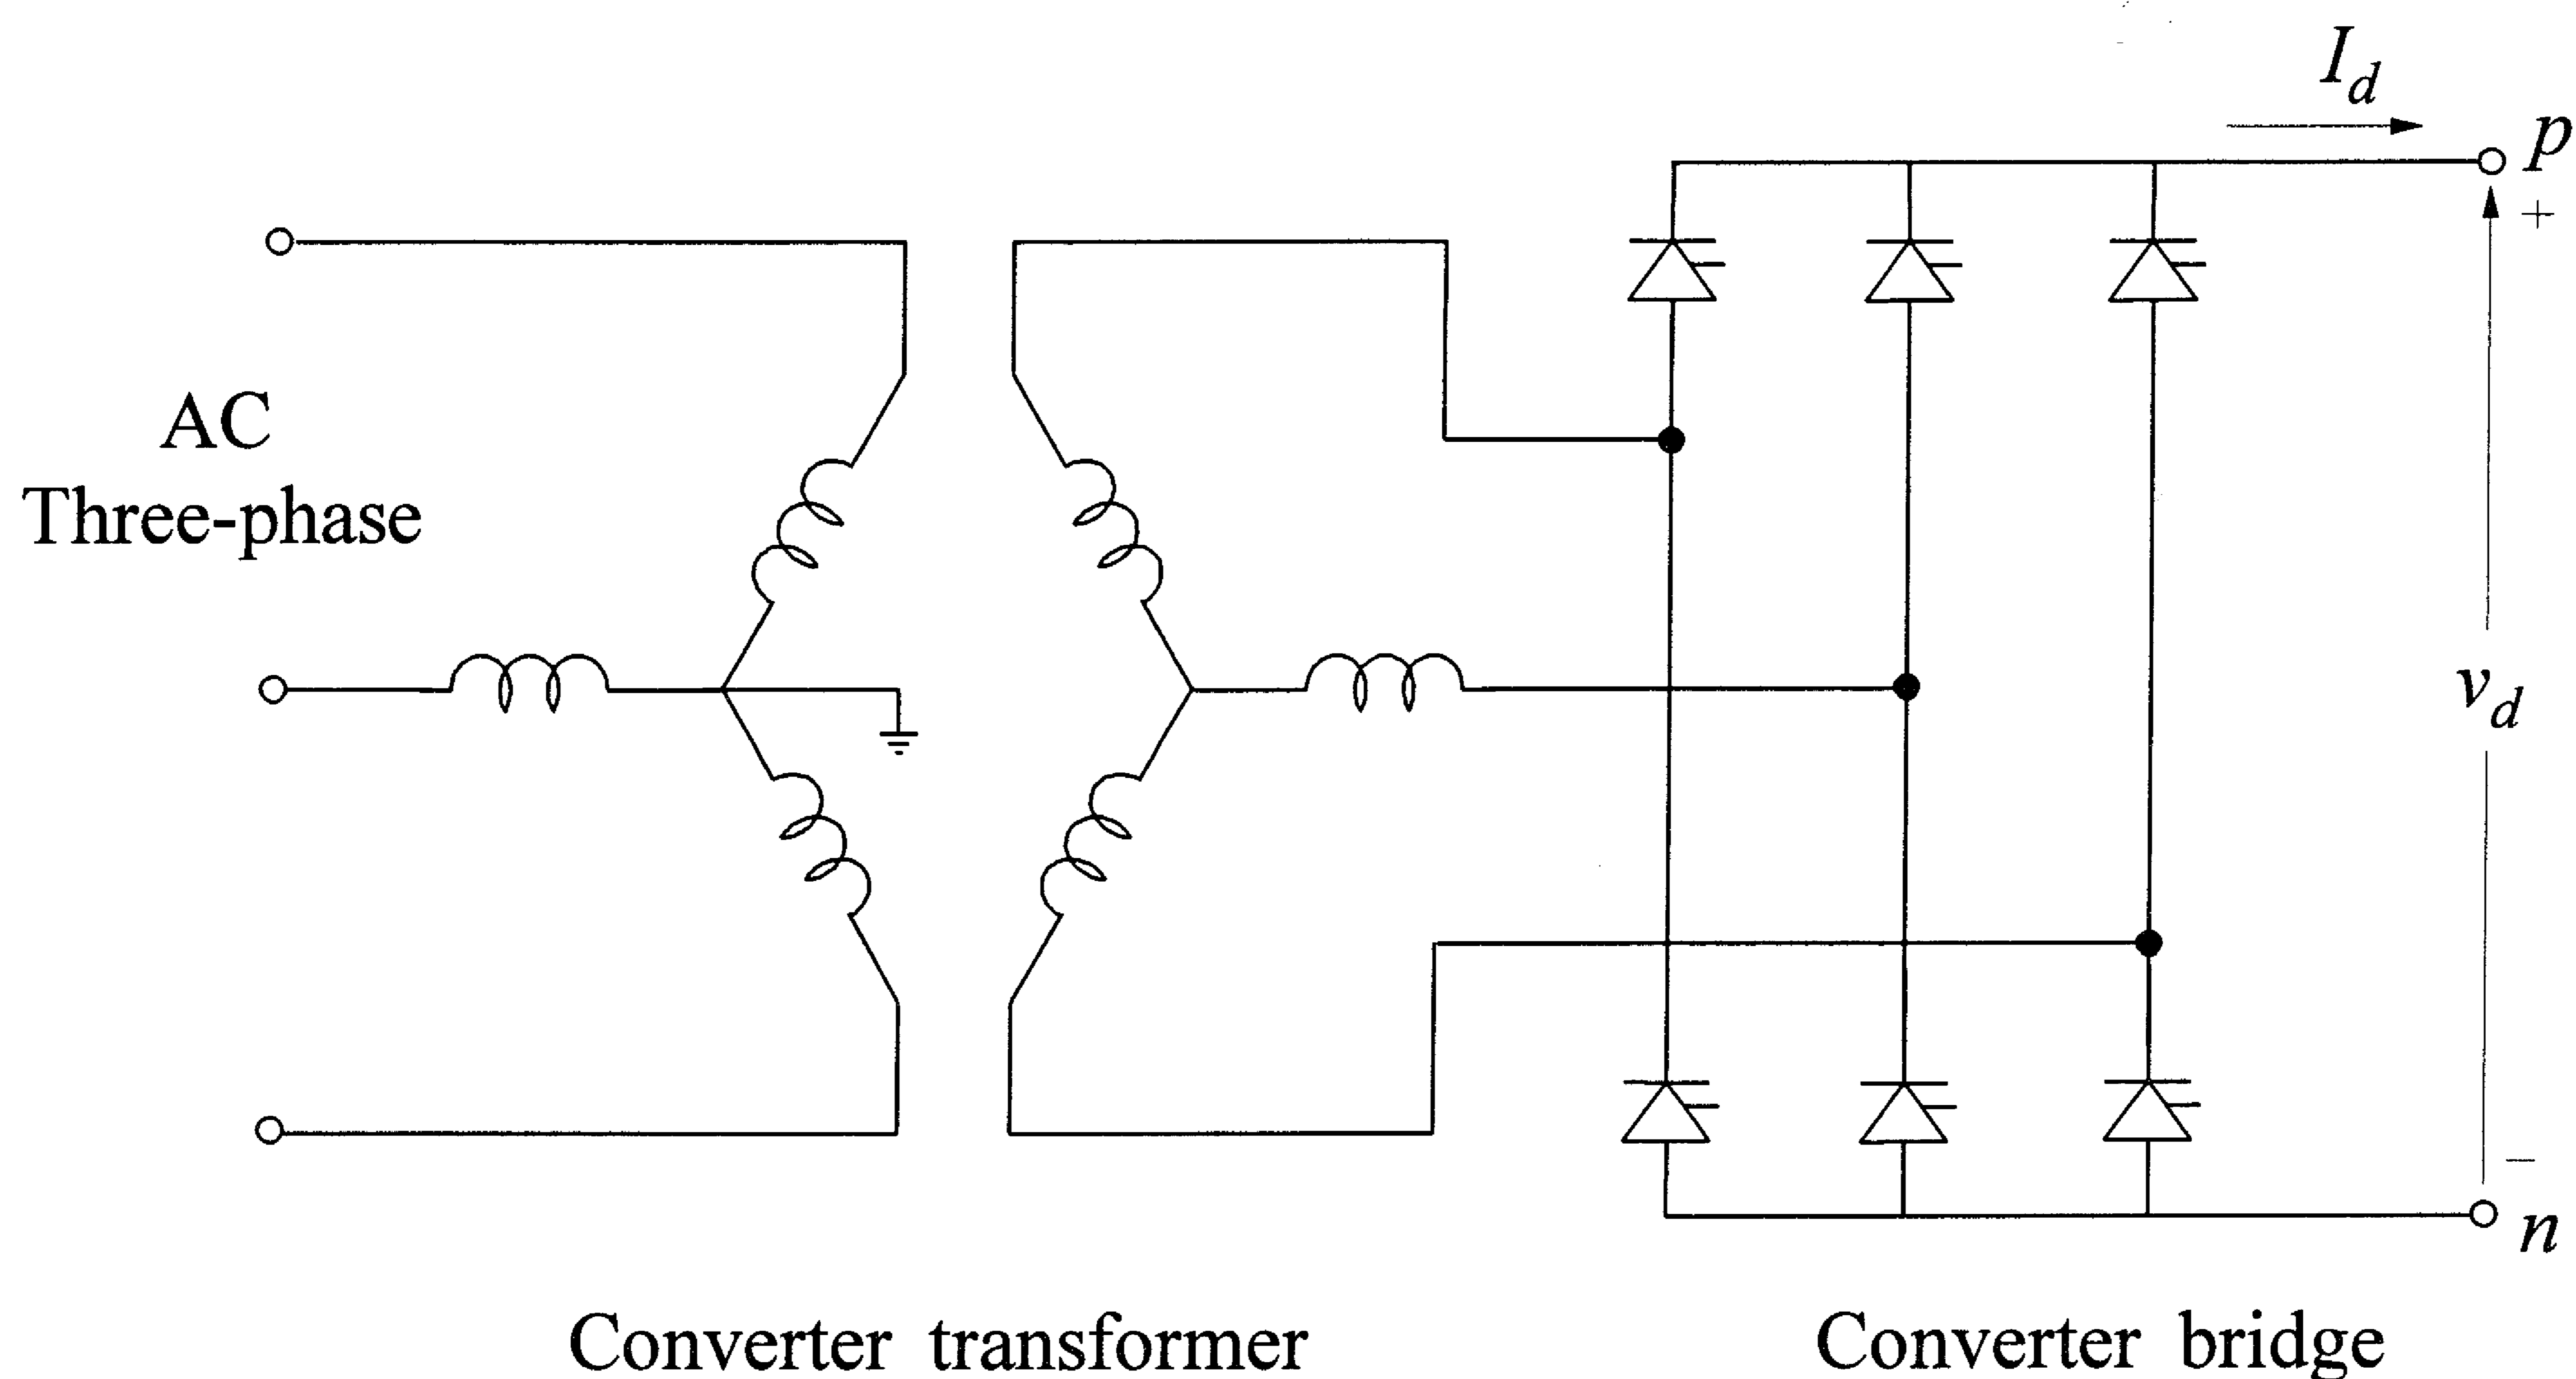 I_d
p
+
AC
Three-phase
v_d
−
n
Converter transformer
Converter bridge